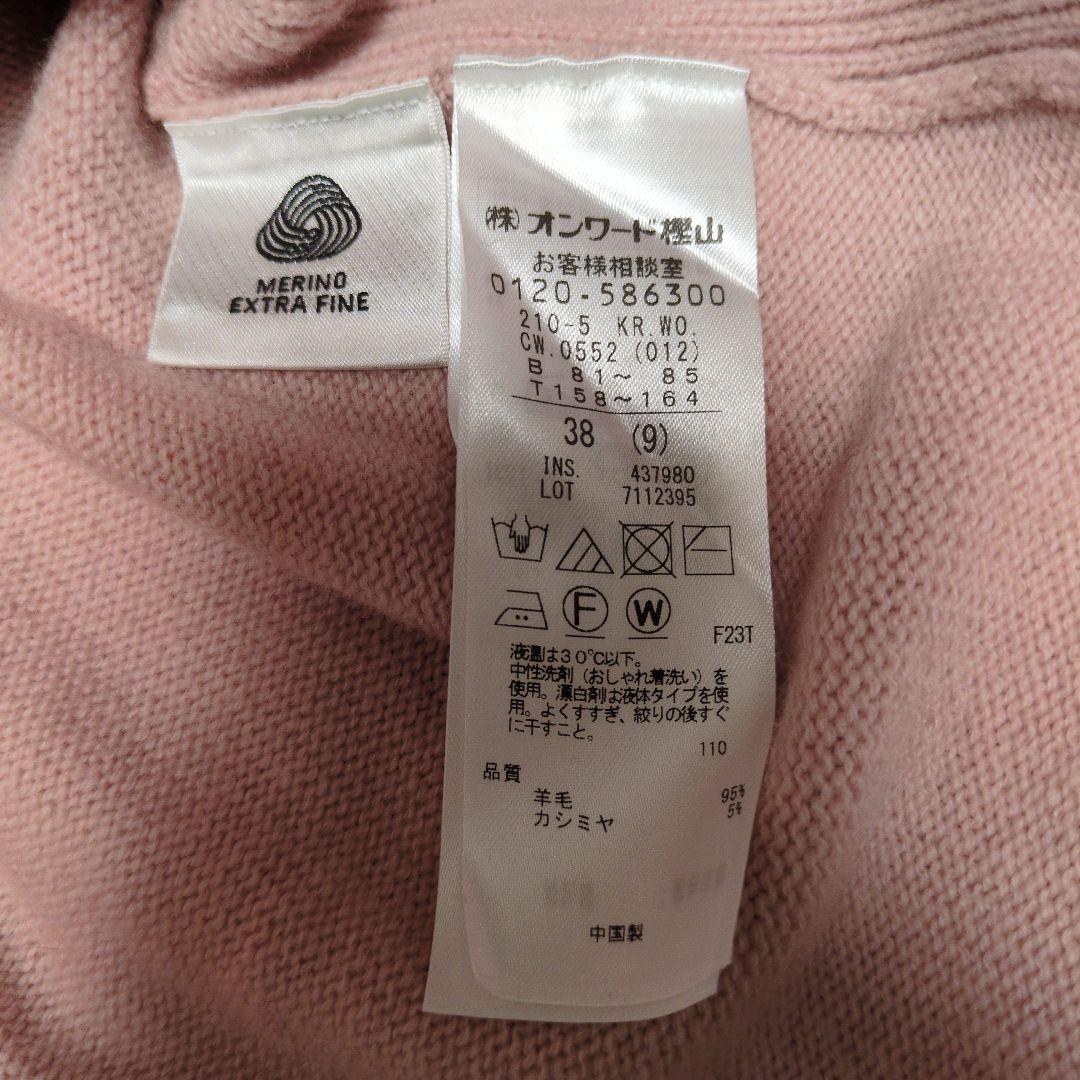 MERINO
EXTRA FINE
(株)オンワード樫山
お客様相談室
0120-586300
210-5 KR.WO.
CW.0552 (012)
B 81〜 85
T158〜164
38 (9)
INS. 437980
LOT 7112395
F W
F23T
液温は30℃以下。
中性洗剤(おしゃれ着洗い)を
使用。漂白剤は液体タイプを使
用。よくすすぎ、絞りの後すぐ
に干すこと。
110
品質
羊毛 95%
カシミヤ 5%
中国製